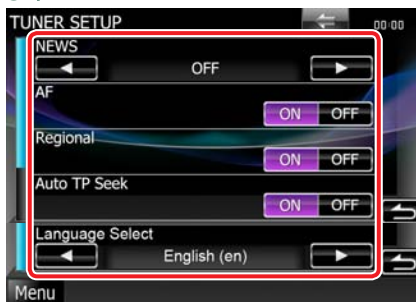 TUNER SETUP 00:00
NEWS
OFF
AF
ON OFF
Regional
ON OFF
Auto TP Seek
ON OFF
Language Select
English (en)
Menu